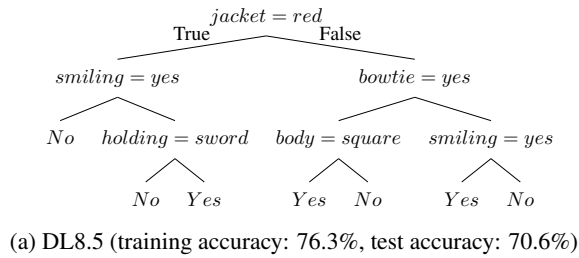 jacket = red
True False
smiling = yes bowtie = yes
No holding = sword body = square smiling = yes
No Yes Yes No Yes No
(a) DL8.5 (training accuracy: 76.3%, test accuracy: 70.6%)